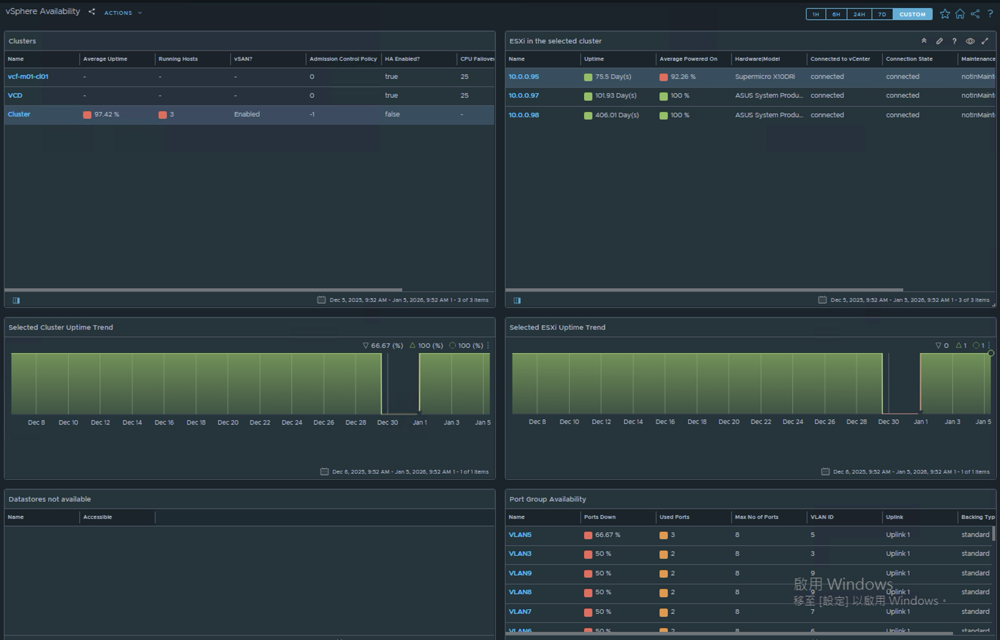 vSphere Availability ACTIONS 1H 6H 24H 7D CUSTOM ?
Clusters
Name Average Uptime Running Hosts vSAN? Admission Control Policy HA Enabled? CPU Failover
vcf-m01-cl01 - - - 0 true 25
VCD - - - 0 true 25
Cluster 97.42 % 3 Enabled -1 false -
Dec 5, 2025, 9:52 AM - Jan 5, 2026, 9:52 AM 1 - 3 of 3 Items
ESXi in the selected cluster ?
Name Uptime Average Powered On Hardware|Model Connected to vCenter Connection State Maintenance
10.0.0.95 75.5 Day(s) 92.26 % Supermicro X10DRi connected connected notInMaint
10.0.0.97 101.93 Day(s) 100 % ASUS System Produ... connected connected notInMaint
10.0.0.98 406.01 Day(s) 100 % ASUS System Produ... connected connected notInMaint
Dec 5, 2025, 9:52 AM - Jan 5, 2026, 9:52 AM 1 - 3 of 3 Items
Selected Cluster Uptime Trend
66.67 (%) 100 (%) 100 (%)
Dec 8 Dec 10 Dec 12 Dec 14 Dec 16 Dec 18 Dec 20 Dec 22 Dec 24 Dec 26 Dec 28 Dec 30 Jan 1 Jan 3 Jan 5
Dec 6, 2025, 9:52 AM - Jan 5, 2026, 9:52 AM 1 - 1 of 1 Items
Selected ESXi Uptime Trend
0 1 1
Dec 8 Dec 10 Dec 12 Dec 14 Dec 16 Dec 18 Dec 20 Dec 22 Dec 24 Dec 26 Dec 28 Dec 30 Jan 1 Jan 3 Jan 5
Dec 6, 2025, 9:52 AM - Jan 5, 2026, 9:52 AM 1 - 1 of 1 Items
Datastores not available
Name Accessible
Port Group Availability
Name Ports Down Used Ports Max No of Ports VLAN ID Uplink Backing Typ
VLAN5 66.67 % 3 8 5 Uplink 1 standard
VLAN3 50 % 2 8 3 Uplink 1 standard
VLAN9 50 % 2 8 9 Uplink 1 standard
VLAN8 50 % 2 8 9 Uplink 1 standard
VLAN7 50 % 2 8 7 Uplink 1 standard
VLAN6 50 % 2 8 6 Uplink 1 standard
啟用 Windows
移至 [設定] 以啟用 Windows。